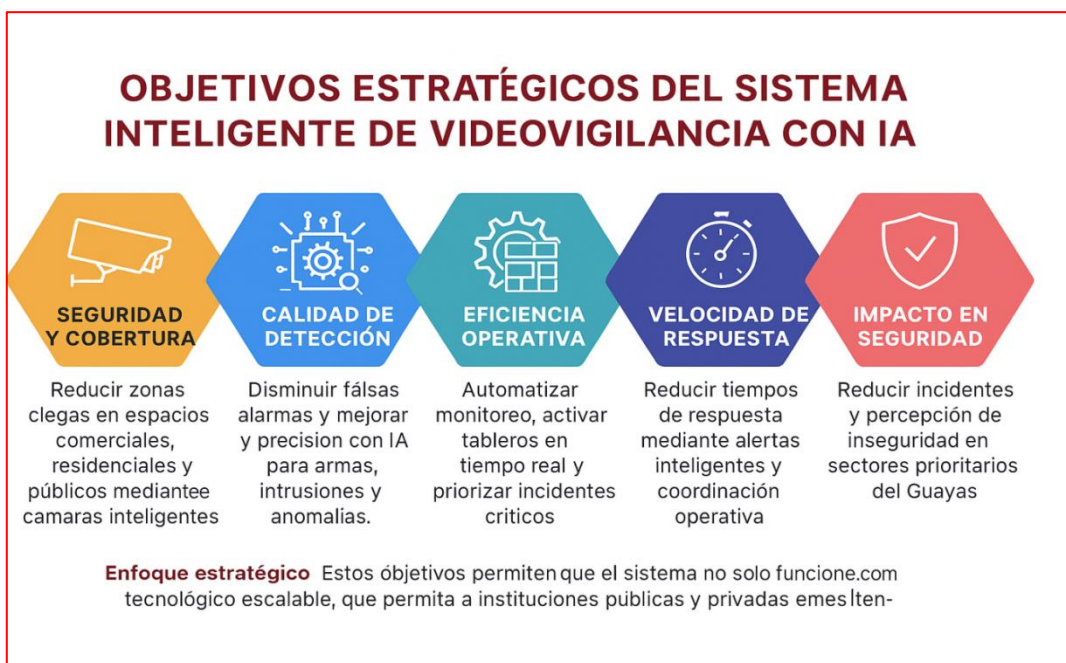 OBJETIVOS ESTRATÉGICOS DEL SISTEMA
INTELIGENTE DE VIDEOVIGILANCIA CON IA
SEGURIDAD
Y COBERTURA
Reducir zonas
clegas en espacios
comerciales,
residenciales y
públicos mediantee
camaras inteligentes
CALIDAD DE
DETECCIÓN
Disminuir fálsas
alarmas y mejorar
y precision con IA
para armas,
intrusiones y
anomalias.
EFICIENCIA
OPERATIVA
Automatizar
monitoreo, activar
tableros en
tiempo real y
priorizar incidentes
criticos
VELOCIDAD DE
RESPUESTA
Reducir tiempos
de respuesta
mediante alertas
inteligentes y
coordinación
operativa
IMPACTO EN
SEGURIDAD
Reducir incidentes
y percepción de
inseguridad en
sectores prioritarios
del Guayas
Enfoque estratégico Estos óbjetivos permiten que el sistema no solo funcione.com
tecnológico escalable, que permita a instituciones públicas y privadas emes lten-